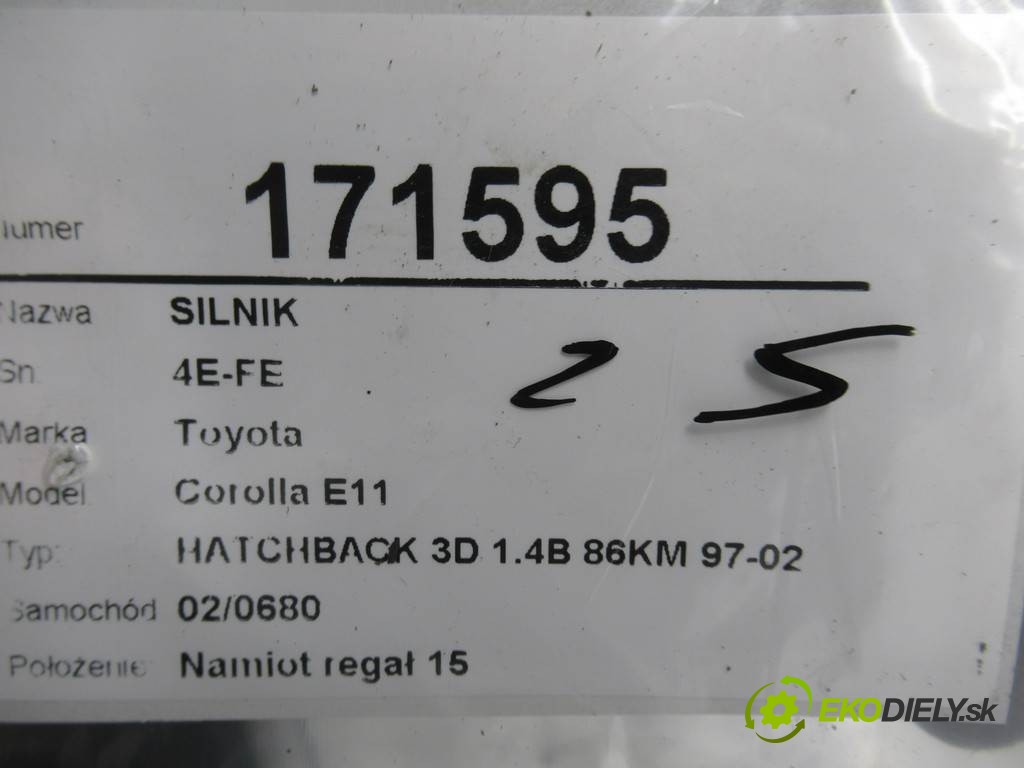 Numer 171595
Nazwa SILNIK
Sn. 4E-FE 2 5
Marka Toyota
Model Corolla E11
Typ: HATCHBACK 3D 1.4B 86KM 97-02
Samochód 02/0680
Położenie Namiot regał 15
EKODIELY.sk